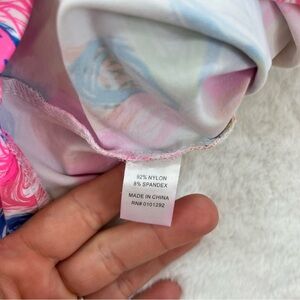 92% NYLON
8% SPANDEX
MADE IN CHINA
RN# 0101292